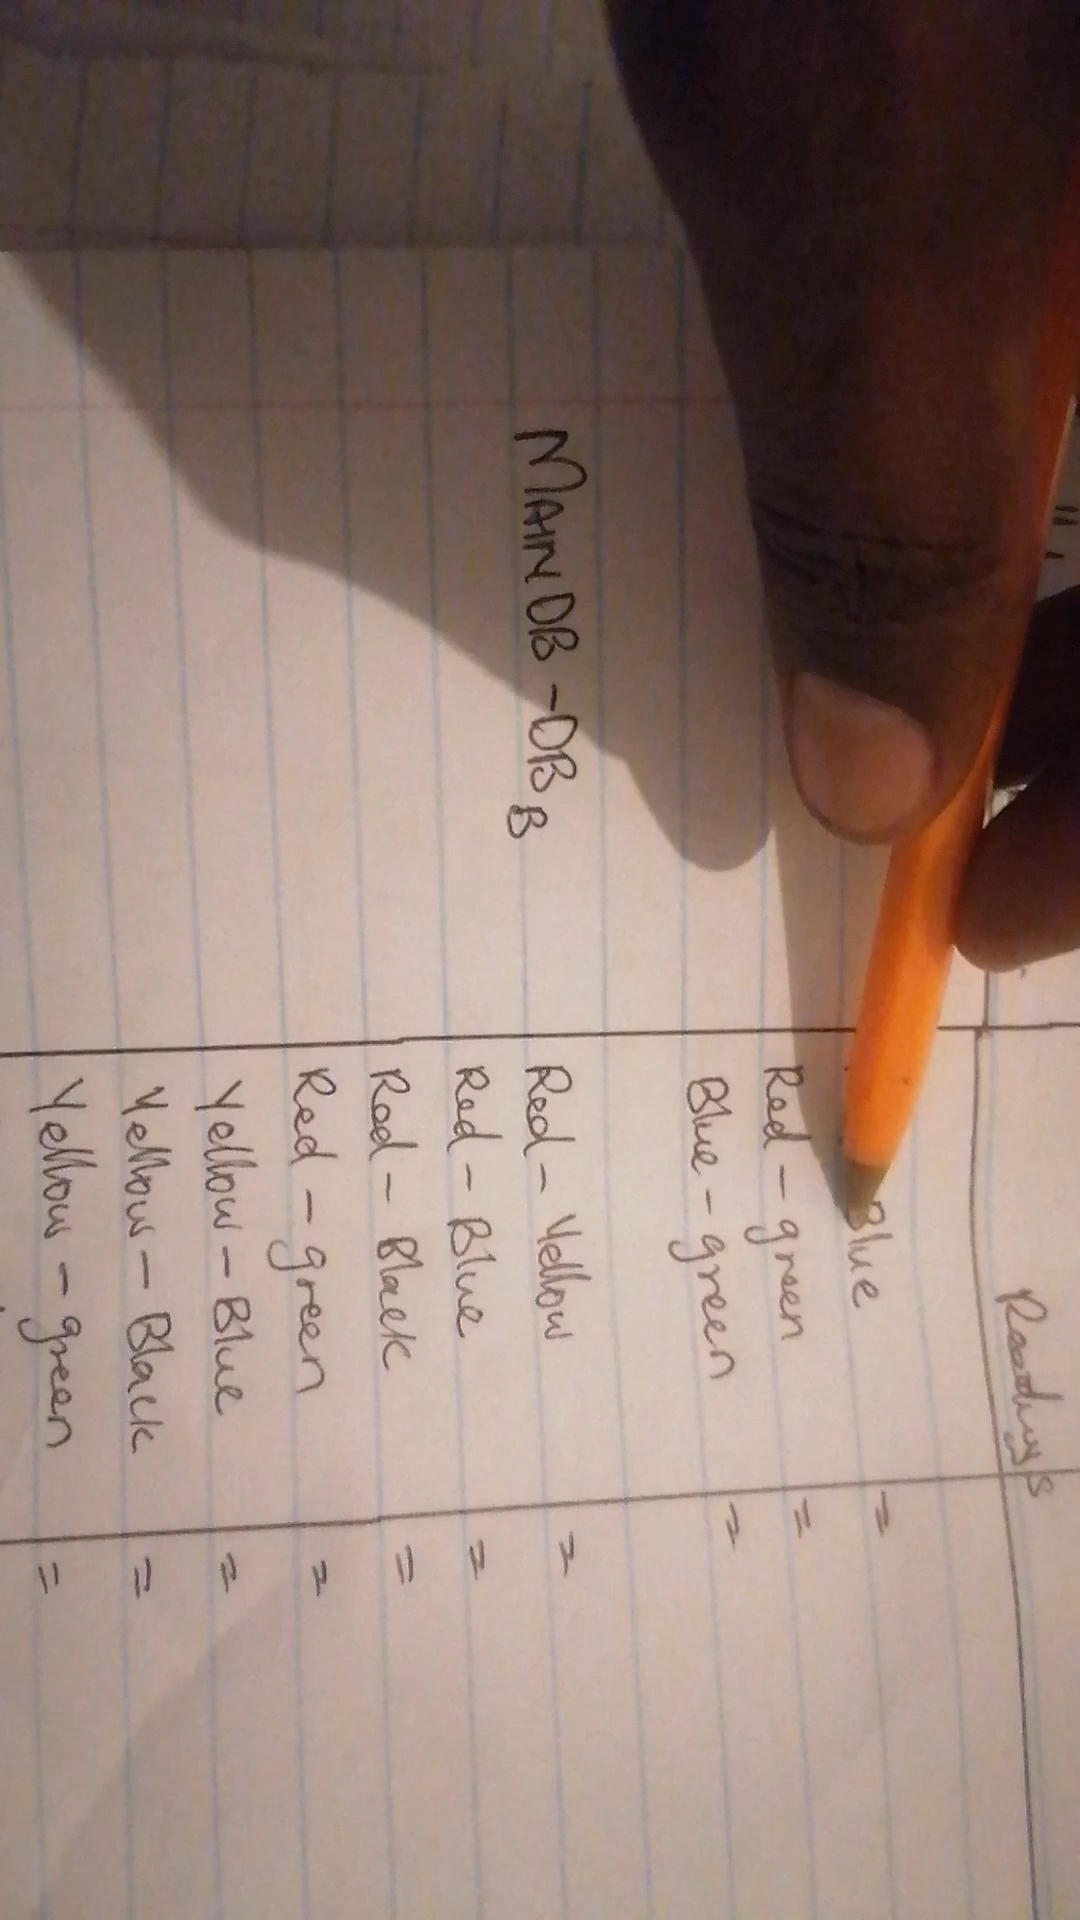 Readings
Blue =
Red - green =
Blue - green =
MAIN DB - DB B Red - Yellow =
Red - Blue =
Red - Black =
Red - green =
Yellow - Blue =
Yellow - Black =
Yellow - green =